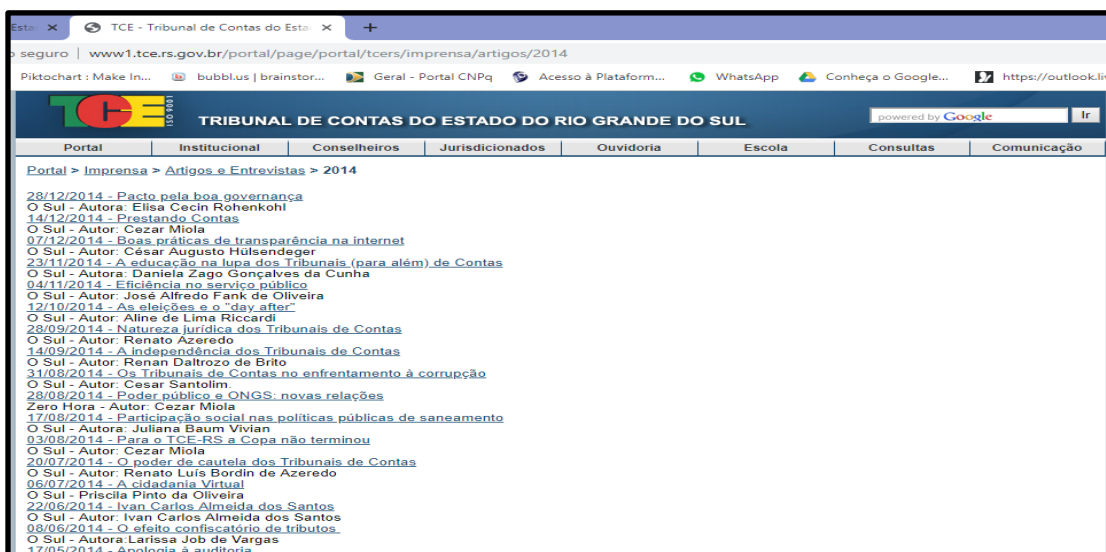 Esta
TCE - Tribunal de Contas do Esta
seguro | www1.tce.rs.gov.br/portal/page/portal/tcers/imprensa/artigos/2014
Piktochart : Make In... bubbl.us | brainstor... Geral - Portal CNPq Acesso à Plataform... WhatsApp Conheça o Google... https://outlook.liv
TCE ISO 9001
TRIBUNAL DE CONTAS DO ESTADO DO RIO GRANDE DO SUL
powered by Google Ir
Portal Institucional Conselheiros Jurisdicionados Ouvidoria Escola Consultas Comunicação
Portal > Imprensa > Artigos e Entrevistas > 2014
28/12/2014 - Pacto pela boa governança
O Sul - Autora: Elisa Cecin Rohenkohl
14/12/2014 - Prestando Contas
O Sul - Autor: Cezar Miola
07/12/2014 - Boas práticas de transparência na internet
O Sul - Autor: César Augusto Hülsendeger
23/11/2014 - A educação na lupa dos Tribunais (para além) de Contas
O Sul - Autora: Daniela Zago Gonçalves da Cunha
04/11/2014 - Eficiência no serviço público
O Sul - Autor: José Alfredo Fank de Oliveira
12/10/2014 - As eleições e o "day after"
O Sul - Autor: Aline de Lima Riccardi
28/09/2014 - Natureza jurídica dos Tribunais de Contas
O Sul - Autor: Renato Azeredo
14/09/2014 - A independência dos Tribunais de Contas
O Sul - Autor: Renan Daltrozo de Brito
31/08/2014 - Os Tribunais de Contas no enfrentamento à corrupção
O Sul - Autor: Cesar Santolim.
28/08/2014 - Poder público e ONGS: novas relações
Zero Hora - Autor: Cezar Miola
17/08/2014 - Participação social nas políticas públicas de saneamento
O Sul - Autora: Juliana Baum Vivian
03/08/2014 - Para o TCE-RS a Copa não terminou
O Sul - Autor: Cezar Miola
20/07/2014 - O poder de cautela dos Tribunais de Contas
O Sul - Autor: Renato Luís Bordin de Azeredo
06/07/2014 - A cidadania Virtual
O Sul - Priscila Pinto da Oliveira
22/06/2014 - Ivan Carlos Almeida dos Santos
O Sul - Autor: Ivan Carlos Almeida dos Santos
08/06/2014 - O efeito confiscatório de tributos
O Sul - Autora:Larissa Job de Vargas
17/05/2014 - Apologia à auditoria